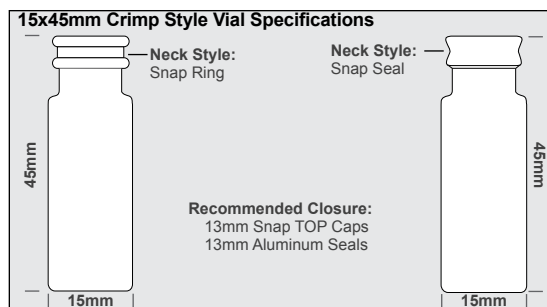 15x45mm Crimp Style Vial Specifications
Neck Style:
Snap Ring
Neck Style:
Snap Seal
45mm
45mm
Recommended Closure:
13mm Snap TOP Caps
13mm Aluminum Seals
15mm
15mm